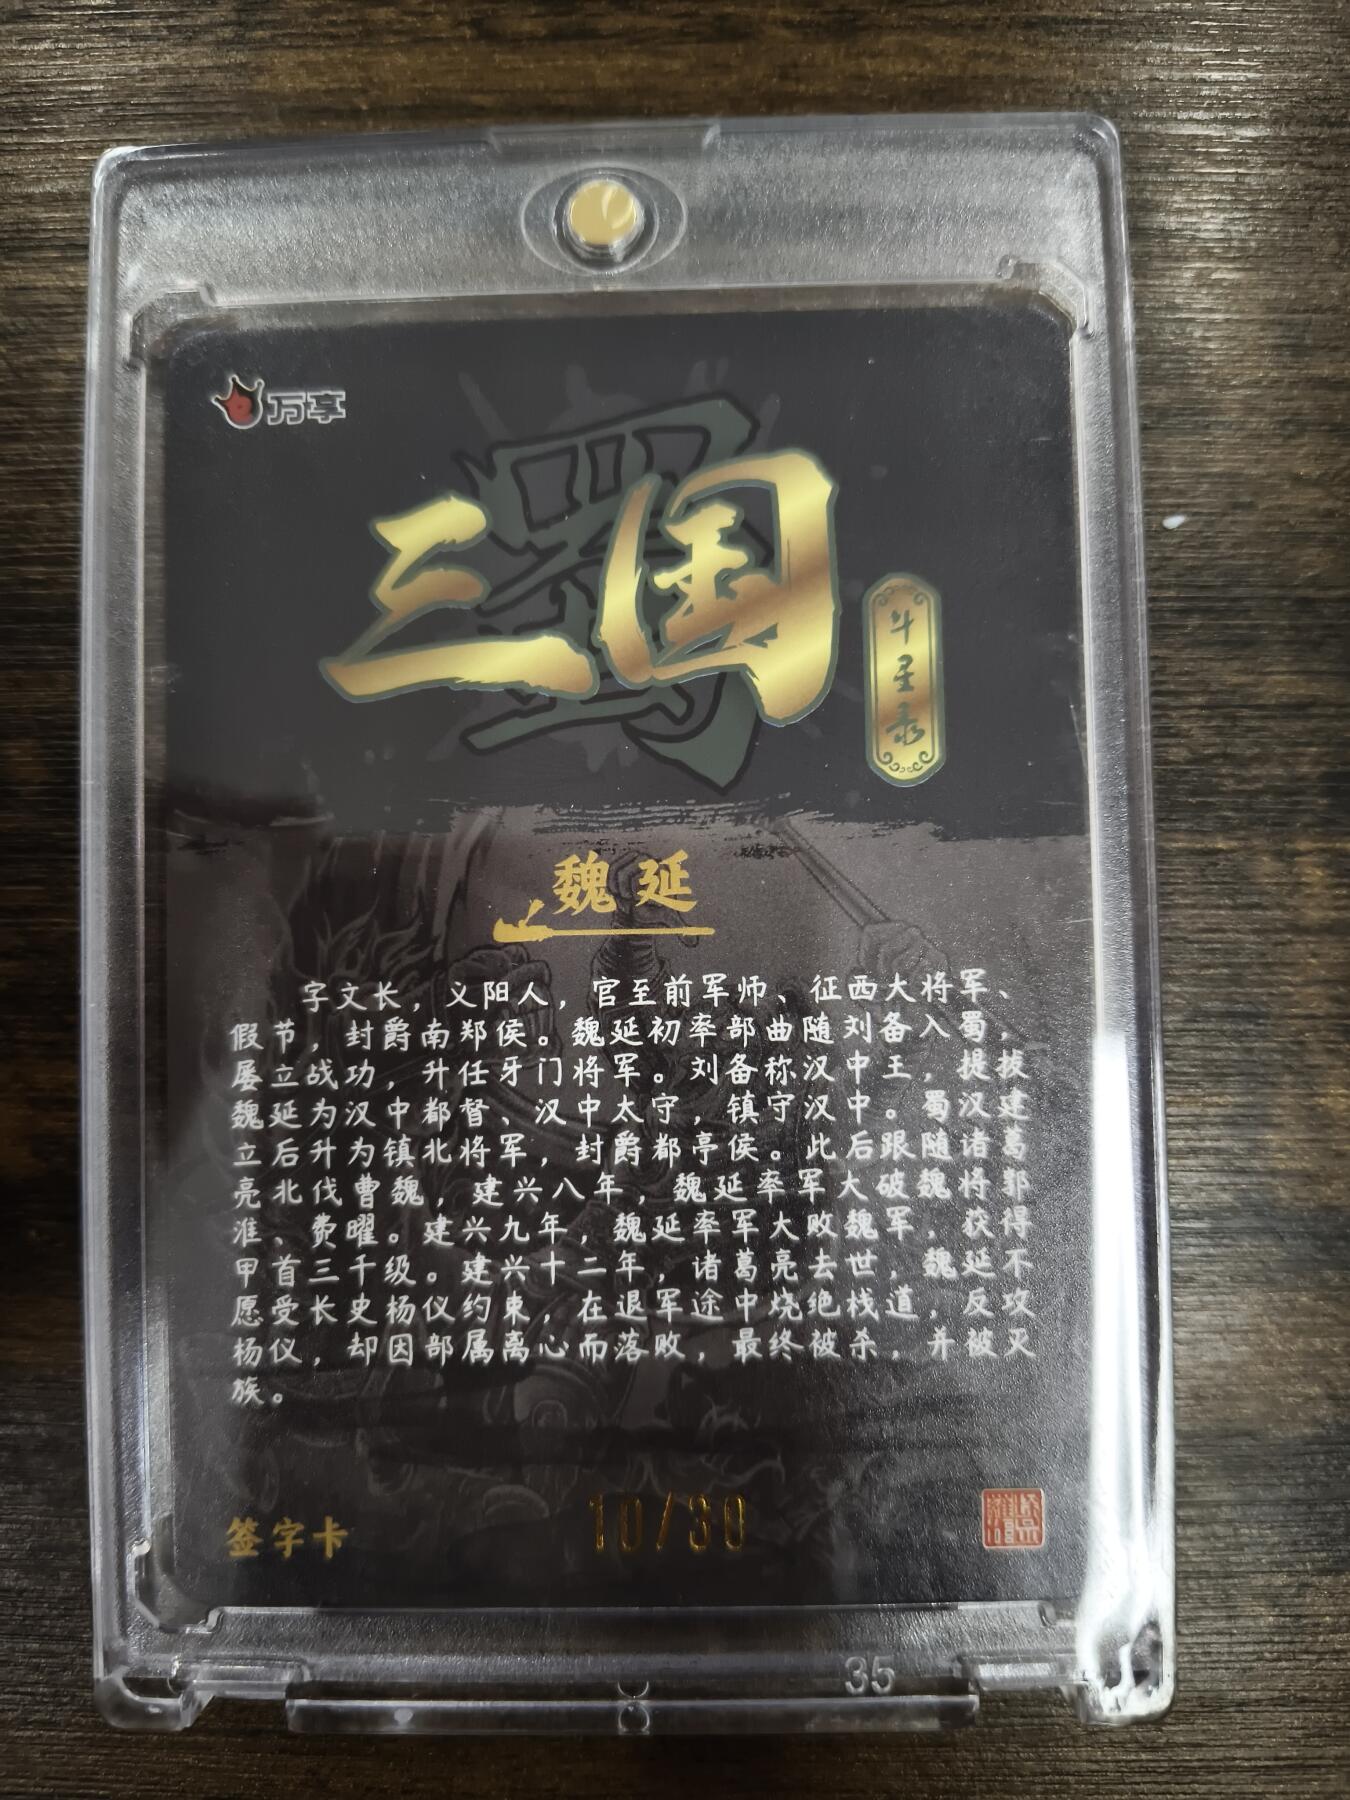 万享
蜀
三国
斗星录
魏延
字文长，义阳人，官至前军师、征西大将军、
假节，封爵南郑侯。魏延初率部曲随刘备入蜀，
屡立战功，升任牙门将军。刘备称汉中王，提拔
魏延为汉中都督、汉中太守，镇守汉中。蜀汉建
立后升为镇北将军，封爵都亭侯。此后跟随诸葛
亮北伐曹魏，建兴八年，魏延率军大破魏将郭
淮、费曜。建兴九年，魏延率军大败魏军，获得
甲首三千级。建兴十二年，诸葛亮去世，魏延不
愿受长史杨仪约束，在退军途中烧绝栈道，反攻
杨仪，却因部属离心而落败，最终被杀，并被灭
族。
签字卡
10/30
35